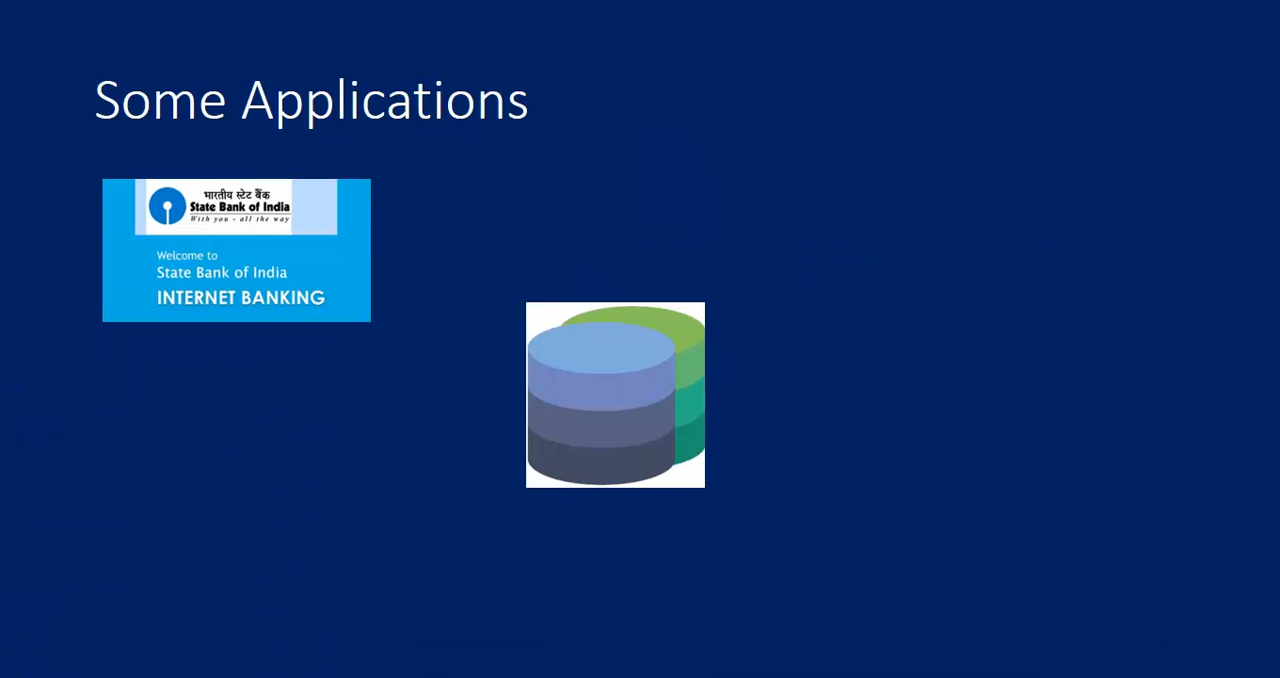 Some Applications
भारतीय स्टेट बैंक
State Bank of India
With you - all the way
Welcome to
State Bank of India
INTERNET BANKING